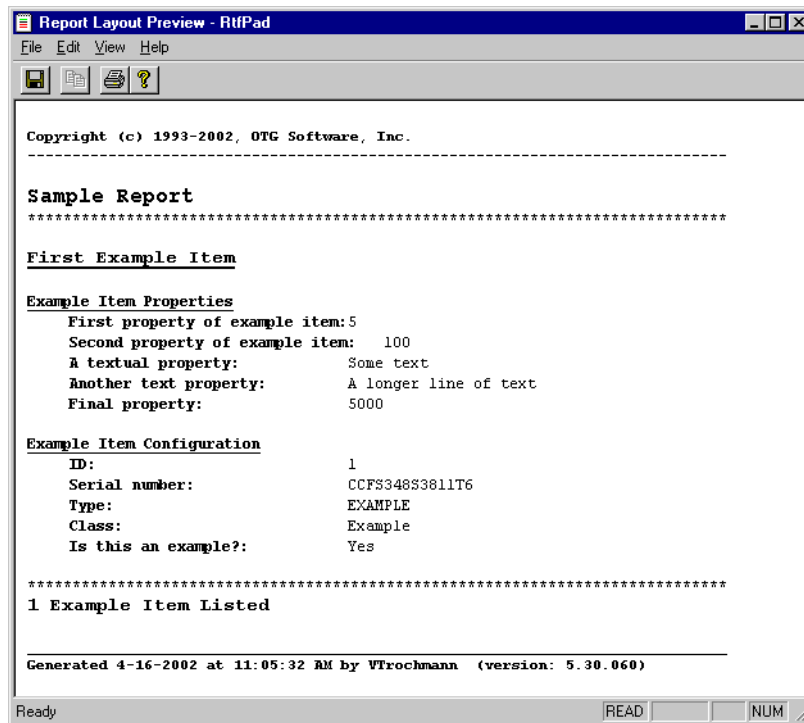 Report Layout Preview - RtfPad
File Edit View Help
Copyright (c) 1993-2002, OTG Software, Inc.
--------------------------------------------------------------------------------
Sample Report
********************************************************************************
First Example Item
Example Item Properties
First property of example item: 5
Second property of example item: 100
A textual property: Some text
Another text property: A longer line of text
Final property: 5000
Example Item Configuration
ID: 1
Serial number: CCFS348S3811T6
Type: EXAMPLE
Class: Example
Is this an example?: Yes
********************************************************************************
1 Example Item Listed
Generated 4-16-2002 at 11:05:32 AM by VTrochmann (version: 5.30.060)
Ready READ NUM